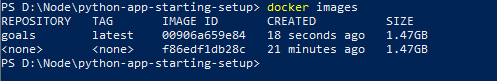 PS D:\Node\python-app-starting-setup> docker images
REPOSITORY TAG IMAGE ID CREATED SIZE
goals latest 00906a659e84 18 seconds ago 1.47GB
<none> <none> f86edf1db28c 21 minutes ago 1.47GB
PS D:\Node\python-app-starting-setup>